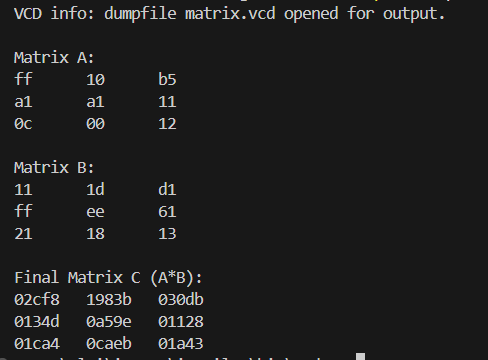 VCD info: dumpfile matrix.vcd opened for output.
Matrix A:
ff 10 b5
a1 a1 11
0c 00 12
Matrix B:
11 1d d1
ff ee 61
21 18 13
Final Matrix C (A*B):
02cf8 1983b 030db
0134d 0a59e 01128
01ca4 0caeb 01a43